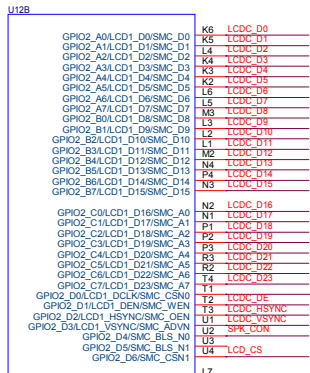 U12B
GPIO2_A0/LCD1_D0/SMC_D0 K6 LCDC_D0
GPIO2_A1/LCD1_D1/SMC_D1 K5 LCDC_D1
GPIO2_A2/LCD1_D2/SMC_D2 L4 LCDC_D2
GPIO2_A3/LCD1_D3/SMC_D3 K4 LCDC_D3
GPIO2_A4/LCD1_D4/SMC_D4 K3 LCDC_D4
GPIO2_A5/LCD1_D5/SMC_D5 K2 LCDC_D5
GPIO2_A6/LCD1_D6/SMC_D6 L6 LCDC_D6
GPIO2_A7/LCD1_D7/SMC_D7 L5 LCDC_D7
GPIO2_B0/LCD1_D8/SMC_D8 M3 LCDC_D8
GPIO2_B1/LCD1_D9/SMC_D9 L3 LCDC_D9
GPIO2_B2/LCD1_D10/SMC_D10 L2 LCDC_D10
GPIO2_B3/LCD1_D11/SMC_D11 L1 LCDC_D11
GPIO2_B4/LCD1_D12/SMC_D12 M2 LCDC_D12
GPIO2_B5/LCD1_D13/SMC_D13 N4 LCDC_D13
GPIO2_B6/LCD1_D14/SMC_D14 P4 LCDC_D14
GPIO2_B7/LCD1_D15/SMC_D15 N3 LCDC_D15
GPIO2_C0/LCD1_D16/SMC_A0 N2 LCDC_D16
GPIO2_C1/LCD1_D17/SMC_A1 N1 LCDC_D17
GPIO2_C2/LCD1_D18/SMC_A2 P1 LCDC_D18
GPIO2_C3/LCD1_D19/SMC_A3 P2 LCDC_D19
GPIO2_C4/LCD1_D20/SMC_A4 P3 LCDC_D20
GPIO2_C5/LCD1_D21/SMC_A5 R3 LCDC_D21
GPIO2_C6/LCD1_D22/SMC_A6 R2 LCDC_D22
GPIO2_C7/LCD1_D23/SMC_A7 T4 LCDC_D23
GPIO2_D0/LCD1_DCLK/SMC_CSN0 T1
GPIO2_D1/LCD1_DEN/SMC_WEN T2 LCDC_DE
GPIO2_D2/LCD1_HSYNC/SMC_OEN T3 LCDC_HSYNC
GPIO2_D3/LCD1_VSYNC/SMC_ADVN U1 LCDC_VSYNC
GPIO2_D4/SMC_BLS_N0 U2 SPK_CON
GPIO2_D5/SMC_BLS_N1 U3
GPIO2_D6/SMC_CSN1 U4 LCD_CS
L7